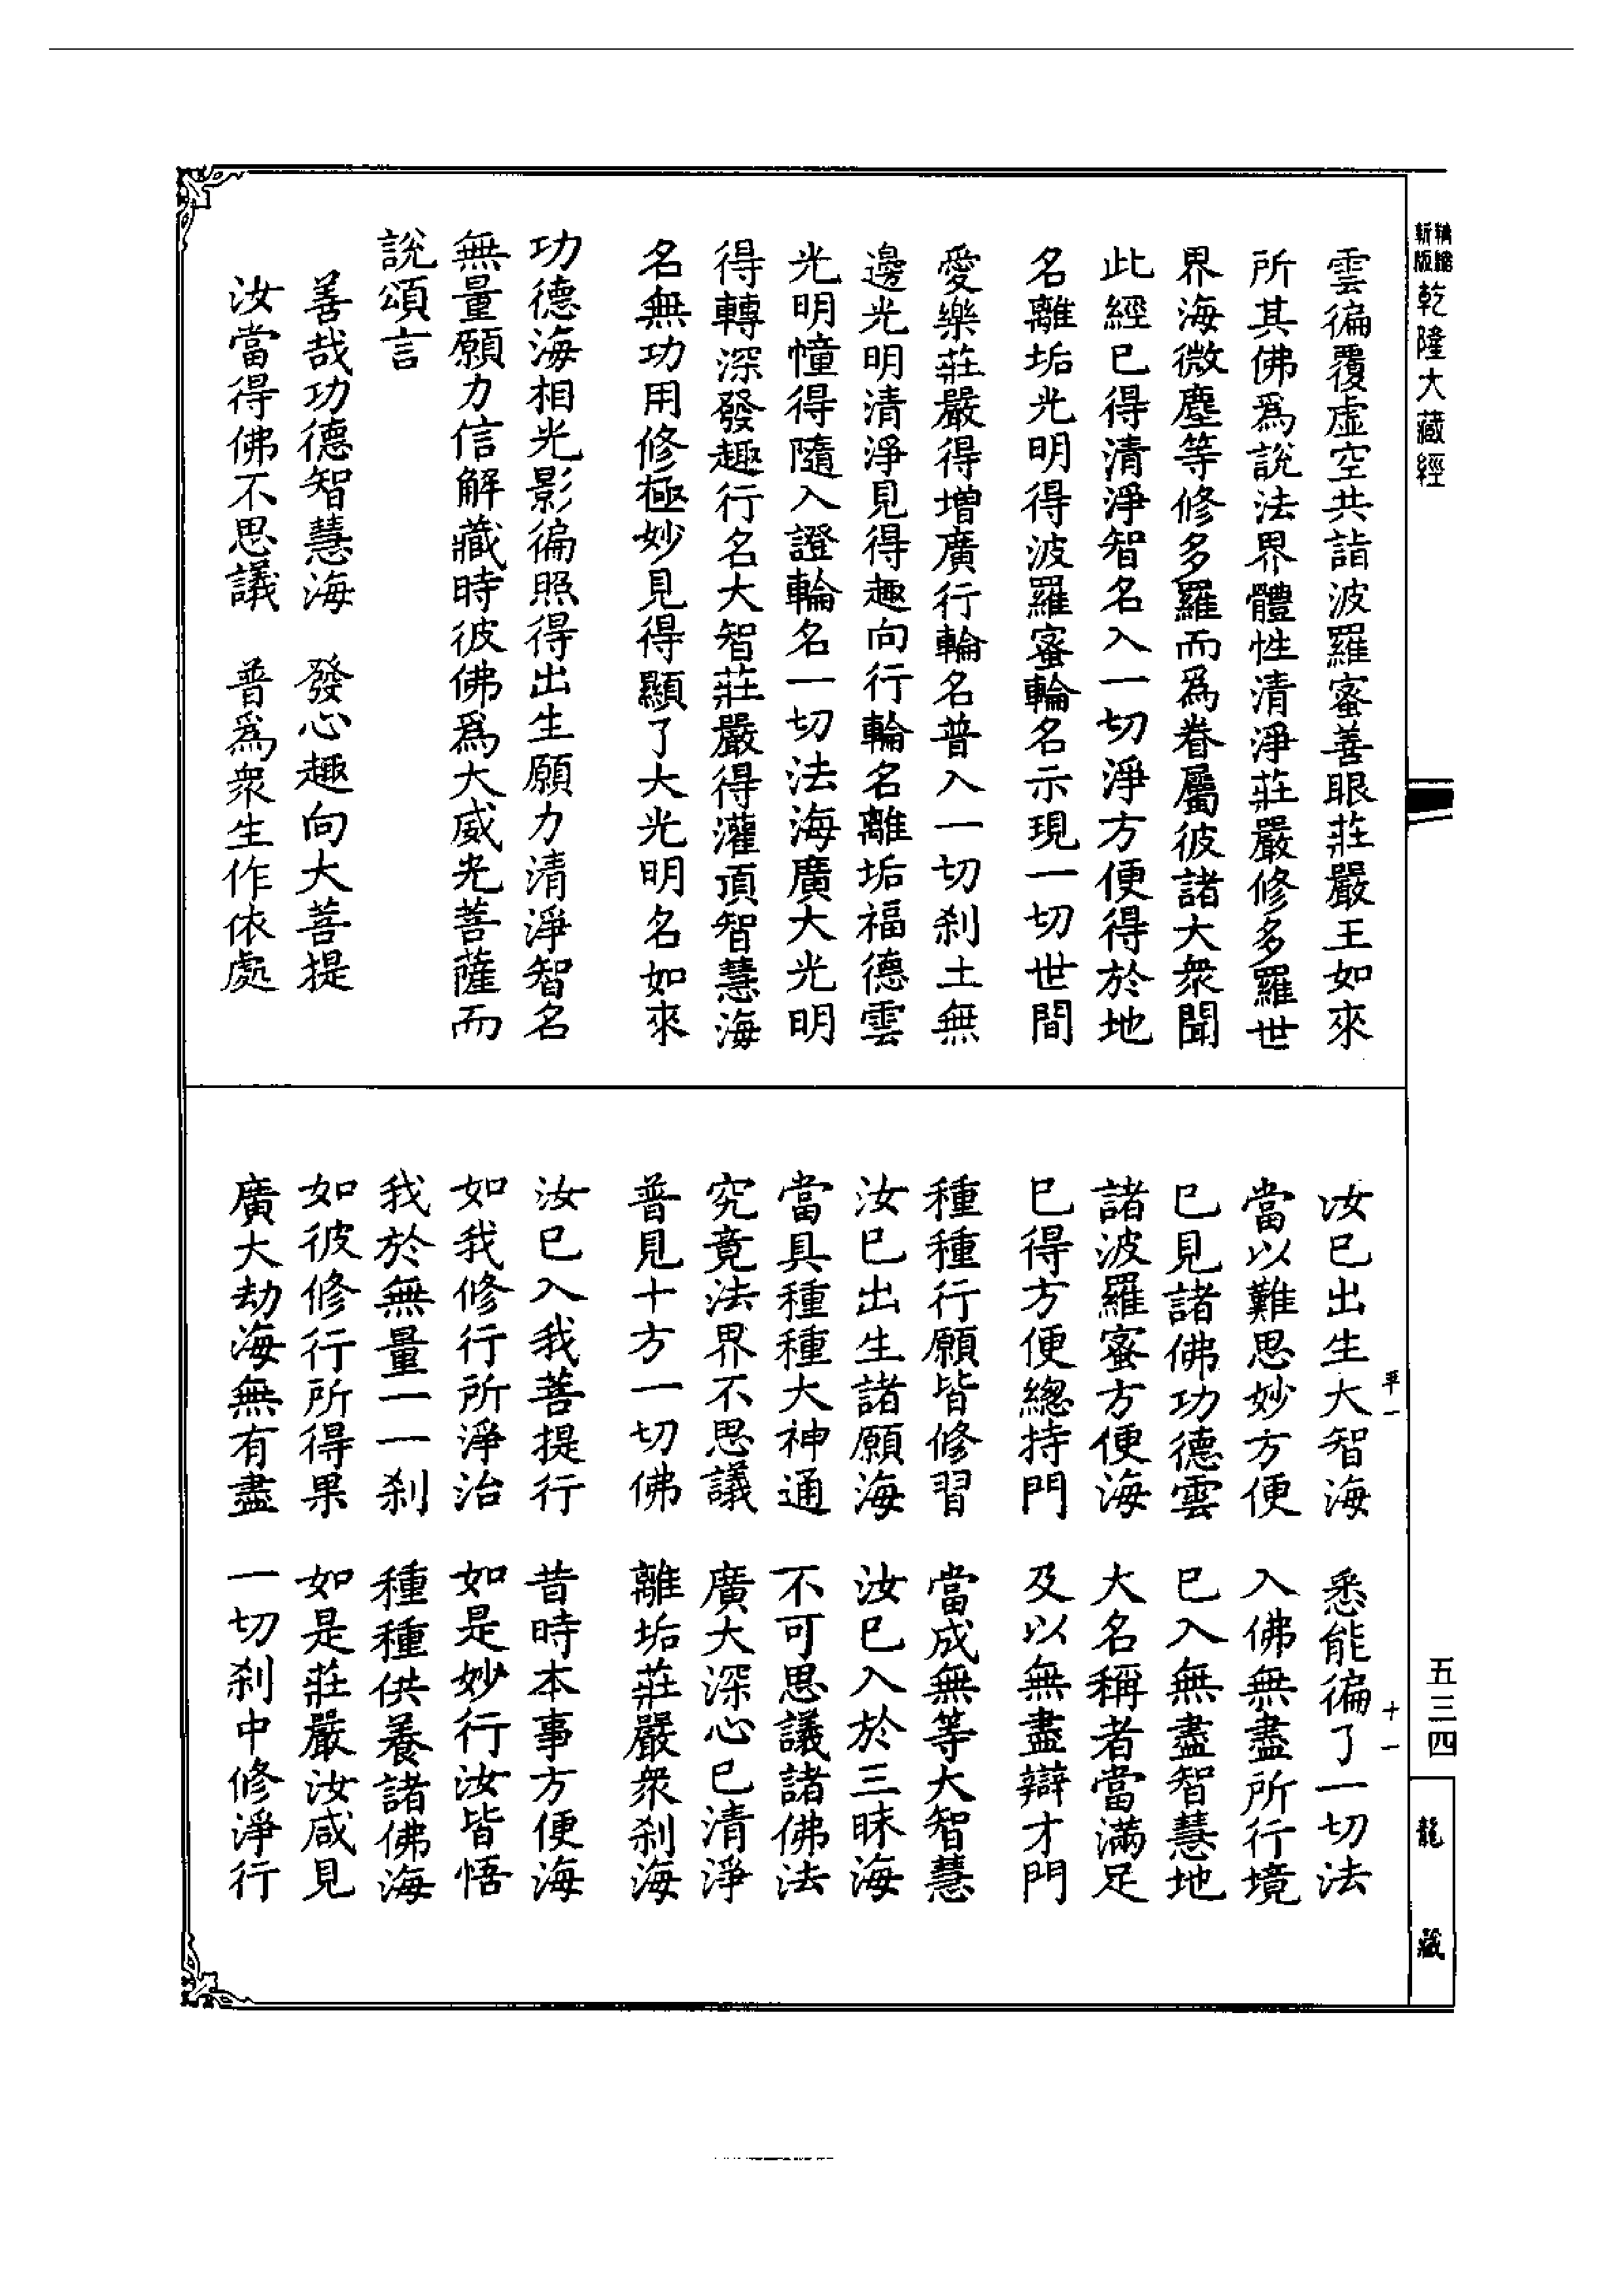 新版
精縮
乾隆大藏經
雲徧覆虛空共詣波羅蜜善眼莊嚴王如來
所其佛爲說法界體性清淨莊嚴修多羅世
界海微塵等修多羅而爲眷屬彼諸大衆聞
此經已得清淨智名入一切淨方便得於地
名離垢光明得波羅蜜輪名示現一切世間
愛樂莊嚴得增廣行輪名普入一切刹土無
邊光明清淨見得趣向行輪名離垢福德雲
光明幢得隨入證輪名一切法海廣大光明
得轉深發趣行名大智莊嚴得灌頂智慧海
名無功用修極妙見得顯了大光明名如來
功德海相光影徧照得出生願力清淨智名
無量願力信解藏時彼佛爲大威光菩薩而
說頌言
善哉功德智慧海　發心趣向大菩提
汝當得佛不思議　普爲衆生作依處
汝已出生大智海　悉能徧了一切法
當以難思妙方便　入佛無盡所行境
已見諸佛功德雲　已入無盡智慧地
諸波羅蜜方便海　大名稱者當滿足
已得方便總持門　及以無盡辯才門
種種行願皆修習　當成無等大智慧
汝已出生諸願海　汝已入於三昧海
當具種種大神通　不可思議諸佛法
究竟法界不思議　廣大深心已清淨
普見十方一切佛　離垢莊嚴衆刹海
汝已入我菩提行　昔時本事方便海
如我修行所淨治　如是妙行汝皆悟
我於無量一一刹　種種供養諸佛海
如彼修行所得果　如是莊嚴汝咸見
廣大劫海無有盡　一切刹中修淨行
平一
十一
五三四
龍藏